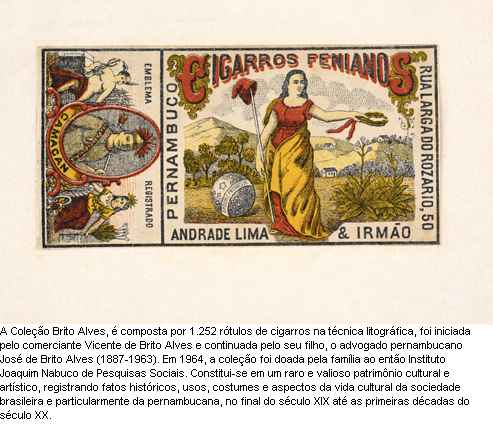 CIGARROS FENIANOS
EMBLEMA
REGISTRADO
PERNAMBUCO
RUA LARGA DO ROZARIO, 50
ANDRADE LIMA & IRMÃO
A Coleção Brito Alves, é composta por 1.252 rótulos de cigarros na técnica litográfica, foi iniciada
pelo comerciante Vicente de Brito Alves e continuada pelo seu filho, o advogado pernambucano
José de Brito Alves (1887-1963). Em 1964, a coleção foi doada pela família ao então Instituto
Joaquim Nabuco de Pesquisas Sociais. Constitui-se em um raro e valioso patrimônio cultural e
artístico, registrando fatos históricos, usos, costumes e aspectos da vida cultural da sociedade
brasileira e particularmente da pernambucana, no final do século XIX até as primeiras décadas do
século XX.